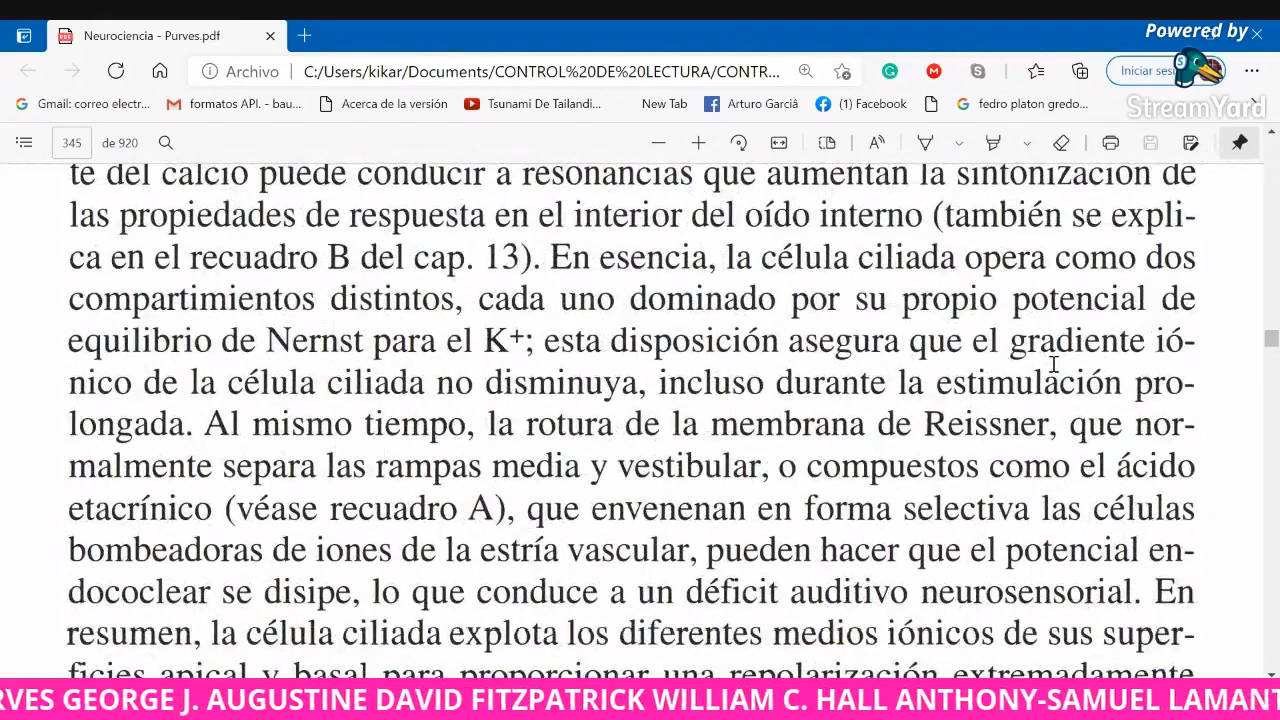 Powered by
Neurociencia - Purves.pdf
StreamYard
Archivo
C:/Users/kikar/Documents/CONTROL%20DE%20LECTURA/CONTR...
Gmail: correo electr...
formatos API. - bau...
Acerca de la versión
Tsunami De Tailandi...
New Tab
Arturo Garciâ
(1) Facebook
fedro platon gredo...
345 de 920
te del calcio puede conducir a resonancias que aumentan la sintonización de
las propiedades de respuesta en el interior del oído interno (también se expli-
ca en el recuadro B del cap. 13). En esencia, la célula ciliada opera como dos
compartimientos distintos, cada uno dominado por su propio potencial de
equilibrio de Nernst para el K+; esta disposición asegura que el gradiente ió-
nico de la célula ciliada no disminuya, incluso durante la estimulación pro-
longada. Al mismo tiempo, la rotura de la membrana de Reissner, que nor-
malmente separa las rampas media y vestibular, o compuestos como el ácido
etacrínico (véase recuadro A), que envenenan en forma selectiva las células
bombeadoras de iones de la estría vascular, pueden hacer que el potencial en-
dococlear se disipe, lo que conduce a un déficit auditivo neurosensorial. En
resumen, la célula ciliada explota los diferentes medios iónicos de sus super-
ficies apical y basal para proporcionar una repolarización extremadamente
RVES GEORGE J. AUGUSTINE DAVID FITZPATRICK WILLIAM C. HALL ANTHONY-SAMUEL LAMANT